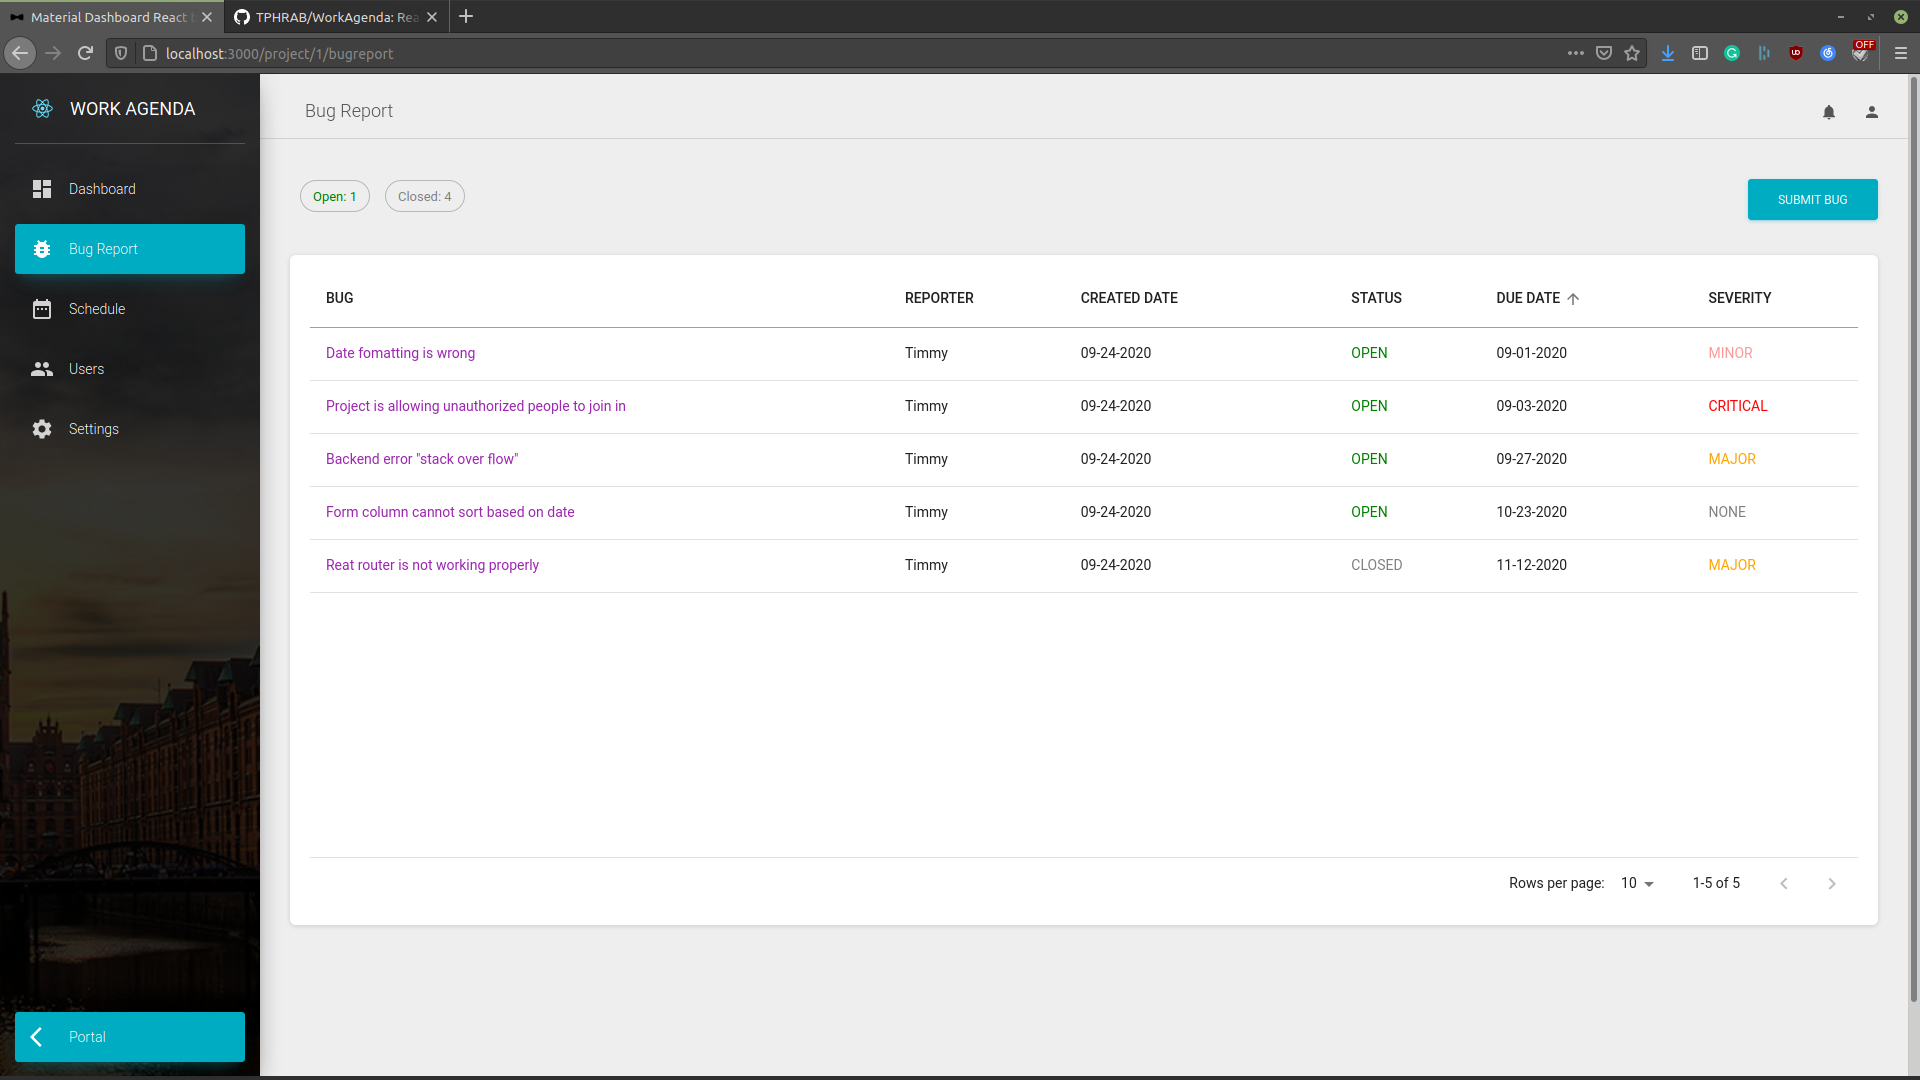 Material Dashboard React
TPHRAB/WorkAgenda: Rea
localhost:3000/project/1/bugreport
OFF
WORK AGENDA
Bug Report
Dashboard
Bug Report
Schedule
Users
Settings
Portal
Open: 1
Closed: 4
SUBMIT BUG
BUG REPORTER CREATED DATE STATUS DUE DATE SEVERITY
Date fomatting is wrong Timmy 09-24-2020 OPEN 09-01-2020 MINOR
Project is allowing unauthorized people to join in Timmy 09-24-2020 OPEN 09-03-2020 CRITICAL
Backend error "stack over flow" Timmy 09-24-2020 OPEN 09-27-2020 MAJOR
Form column cannot sort based on date Timmy 09-24-2020 OPEN 10-23-2020 NONE
Reat router is not working properly Timmy 09-24-2020 CLOSED 11-12-2020 MAJOR
Rows per page: 10 1-5 of 5